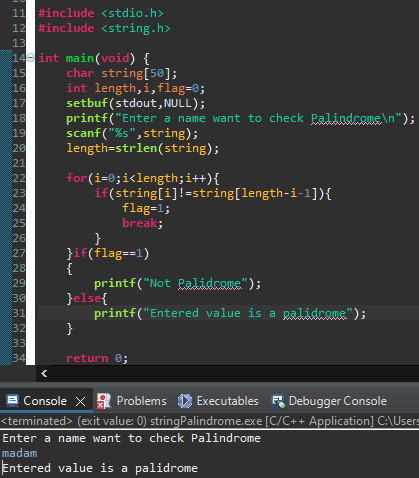 11 #include <stdio.h>
12 #include <string.h>
13
14 int main(void) {
15 char string[50];
16 int length,i,flag=0;
17 setbuf(stdout,NULL);
18 printf("Enter a name want to check Palindrome\n");
19 scanf("%s",string);
20 length=strlen(string);
21
22 for(i=0;i<length;i++){
23 if(string[i]!=string[length-i-1]){
24 flag=1;
25 break;
26 }
27 }if(flag==1)
28 {
29 printf("Not Palidrome");
30 }else{
31 printf("Entered value is a palidrome");
32 }
33
34 return 0;
Console Problems Executables Debugger Console
<terminated> (exit value: 0) stringPalindrome.exe [C/C++ Application] C:\Users
Enter a name want to check Palindrome
madam
Entered value is a palidrome